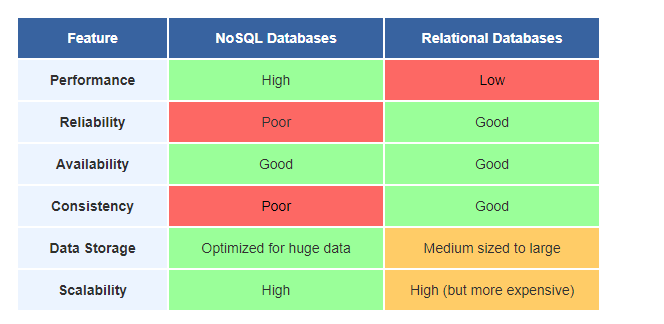 Feature NoSQL Databases Relational Databases
Performance High Low
Reliability Poor Good
Availability Good Good
Consistency Poor Good
Data Storage Optimized for huge data Medium sized to large
Scalability High High (but more expensive)